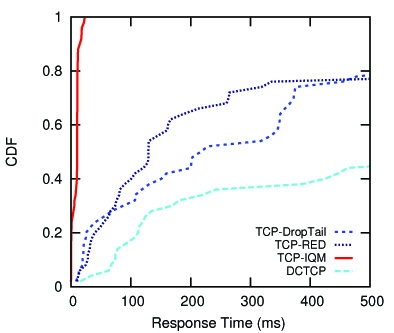 1
0.8
0.6
0.4
0.2
0
CDF
TCP-DropTail
TCP-RED
TCP-IQM
DCTCP
0 100 200 300 400 500
Response Time (ms)